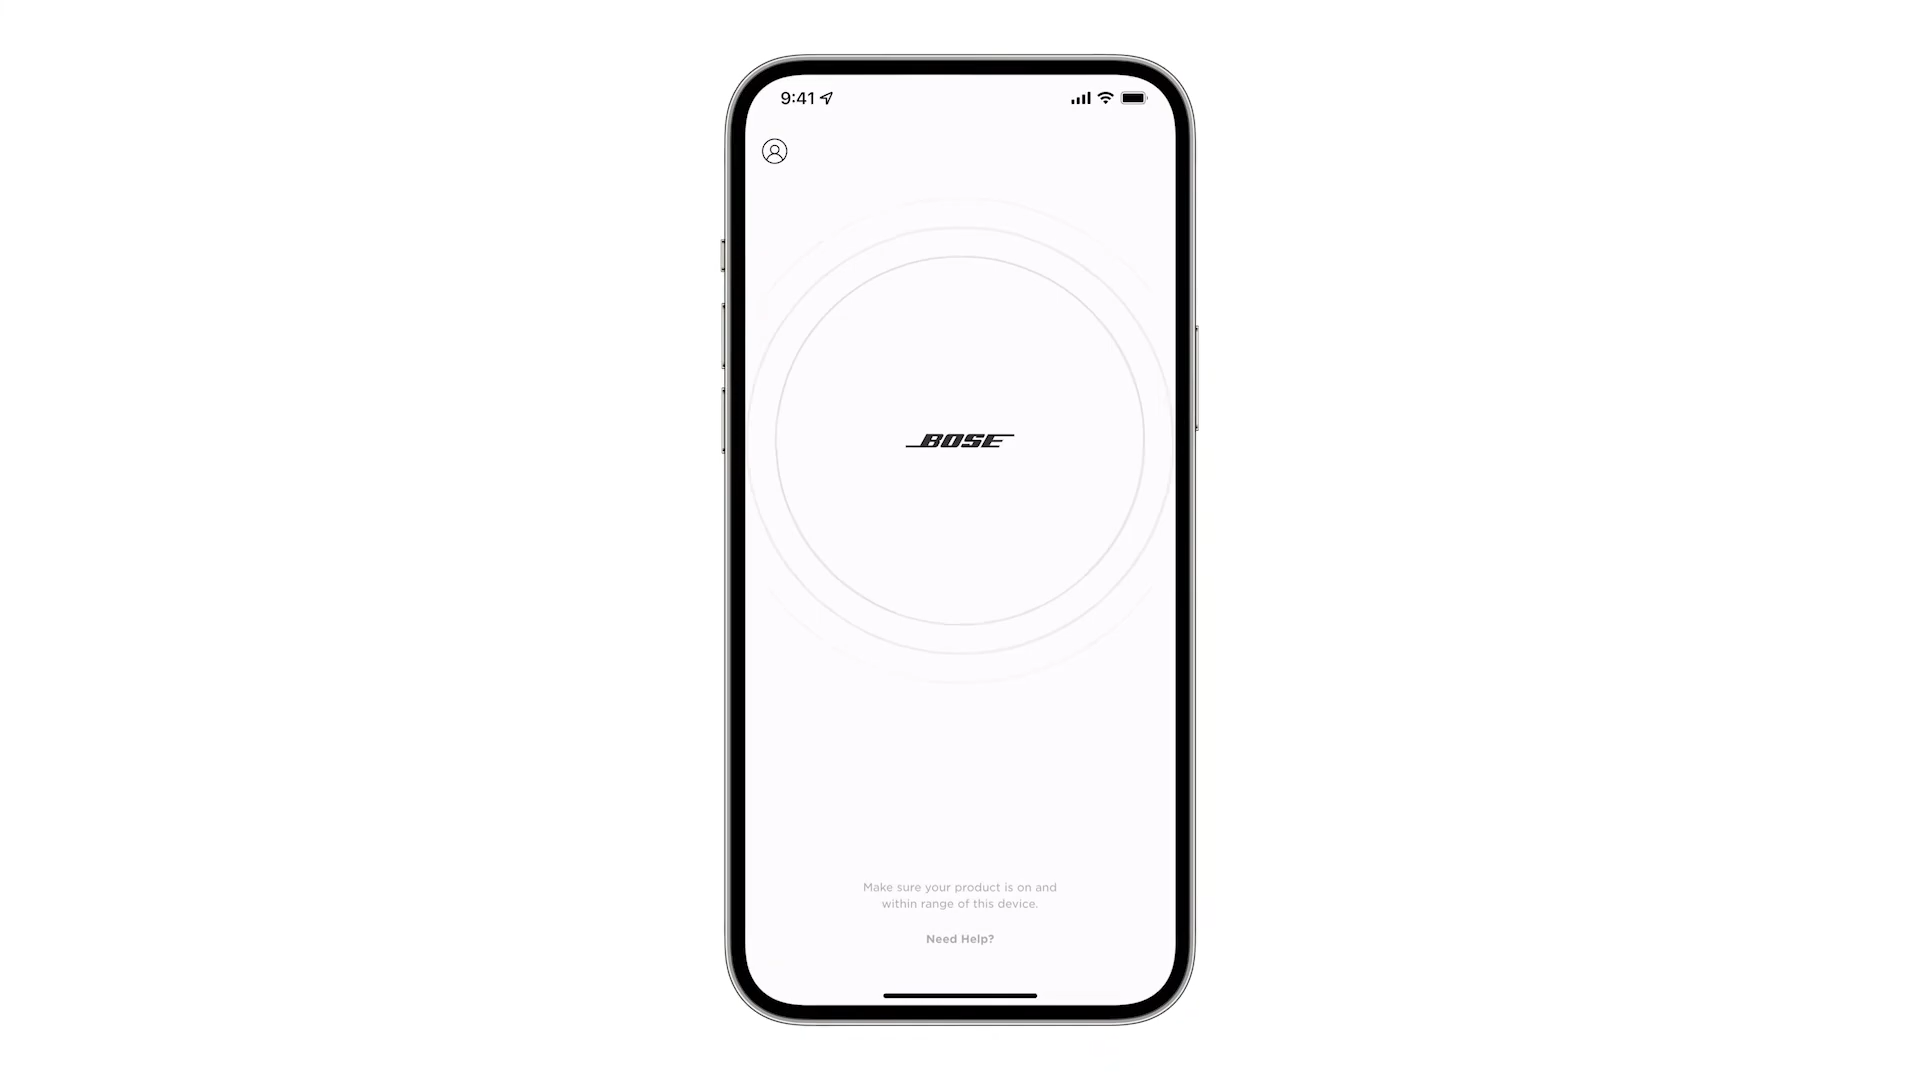 9:41
BOSE
Make sure your product is on and
within range of this device.
Need Help?